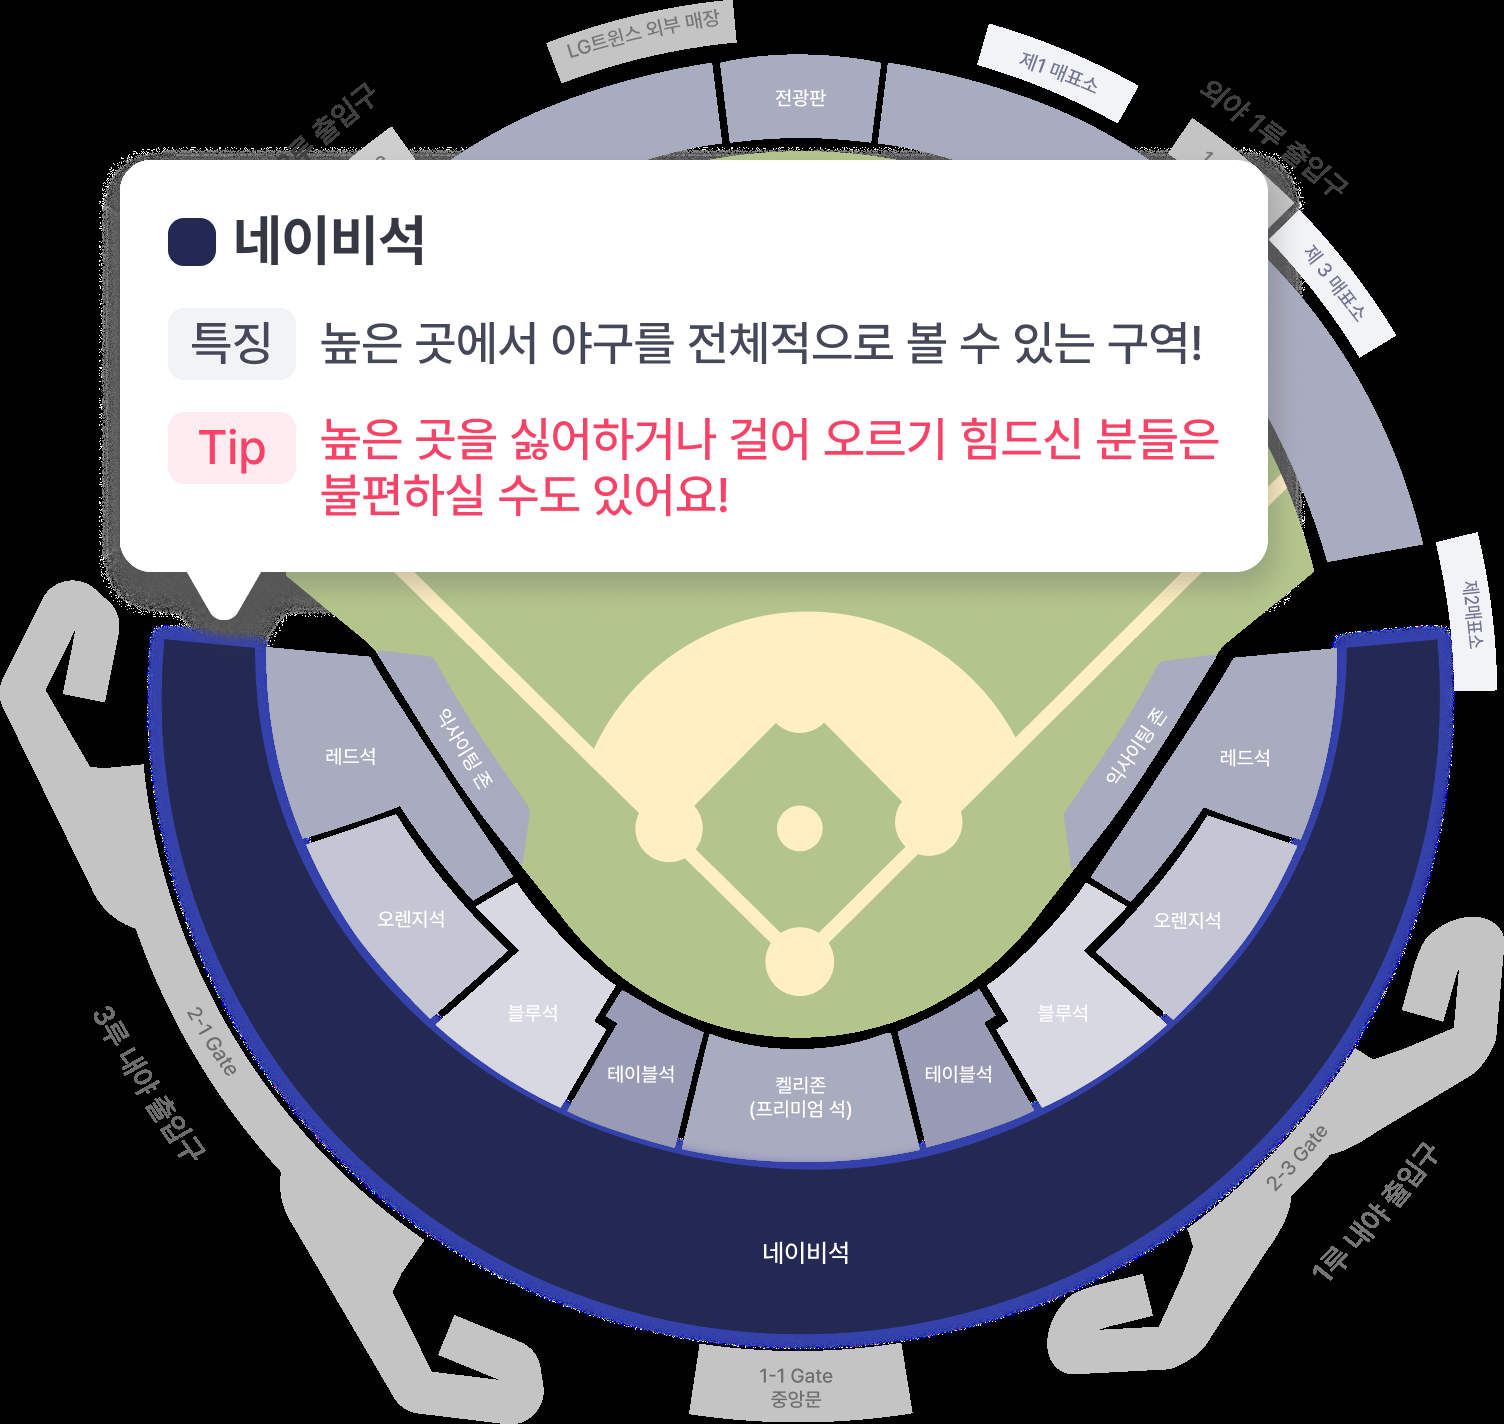 LG트윈스 외부 매장
전광판
제1 매표소
루 출입구
외야 1루 출입구
제 3 매표소
네이비석
특징
높은 곳에서 야구를 전체적으로 볼 수 있는 구역!
Tip
높은 곳을 싫어하거나 걸어 오르기 힘드신 분들은
불편하실 수도 있어요!
제2매표소
레드석
익사이팅 존
익사이팅 존
레드석
오렌지석
오렌지석
블루석
블루석
테이블석
테이블석
켈리존
(프리미엄 석)
3루 내야 출입구
2-1 Gate
2-3 Gate
1루 내야 출입구
네이비석
1-1 Gate
중앙문